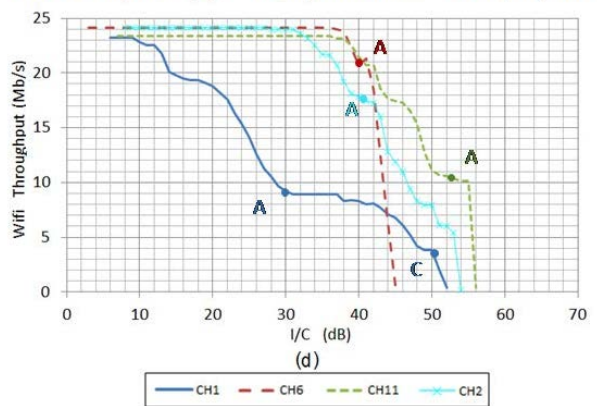 25
20
15
10
5
0
Wifi Throughput (Mb/s)
A
A
A
A
C
0 10 20 30 40 50 60 70
I/C (dB)
(d)
CH1 CH6 CH11 CH2